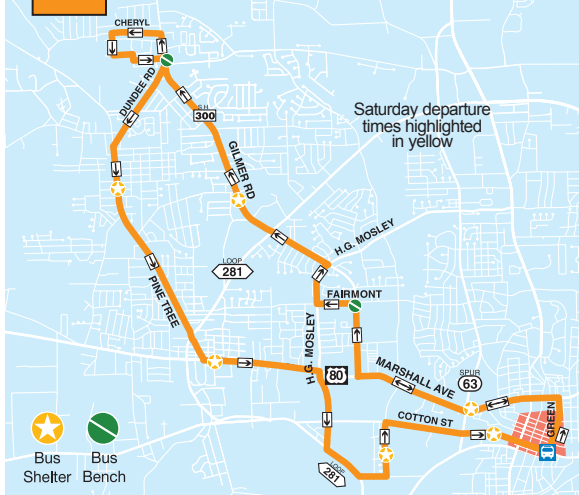 CHERYL
DUNDEE RD
S.H.
300
GILMER RD
Saturday departure
times highlighted
in yellow
H.G. MOSLEY
LOOP
281
PINE TREE
FAIRMONT
H.G. MOSLEY
80
MARSHALL AVE
SPUR
63
COTTON ST
GREEN
LOOP
281
Bus
Shelter
Bus
Bench